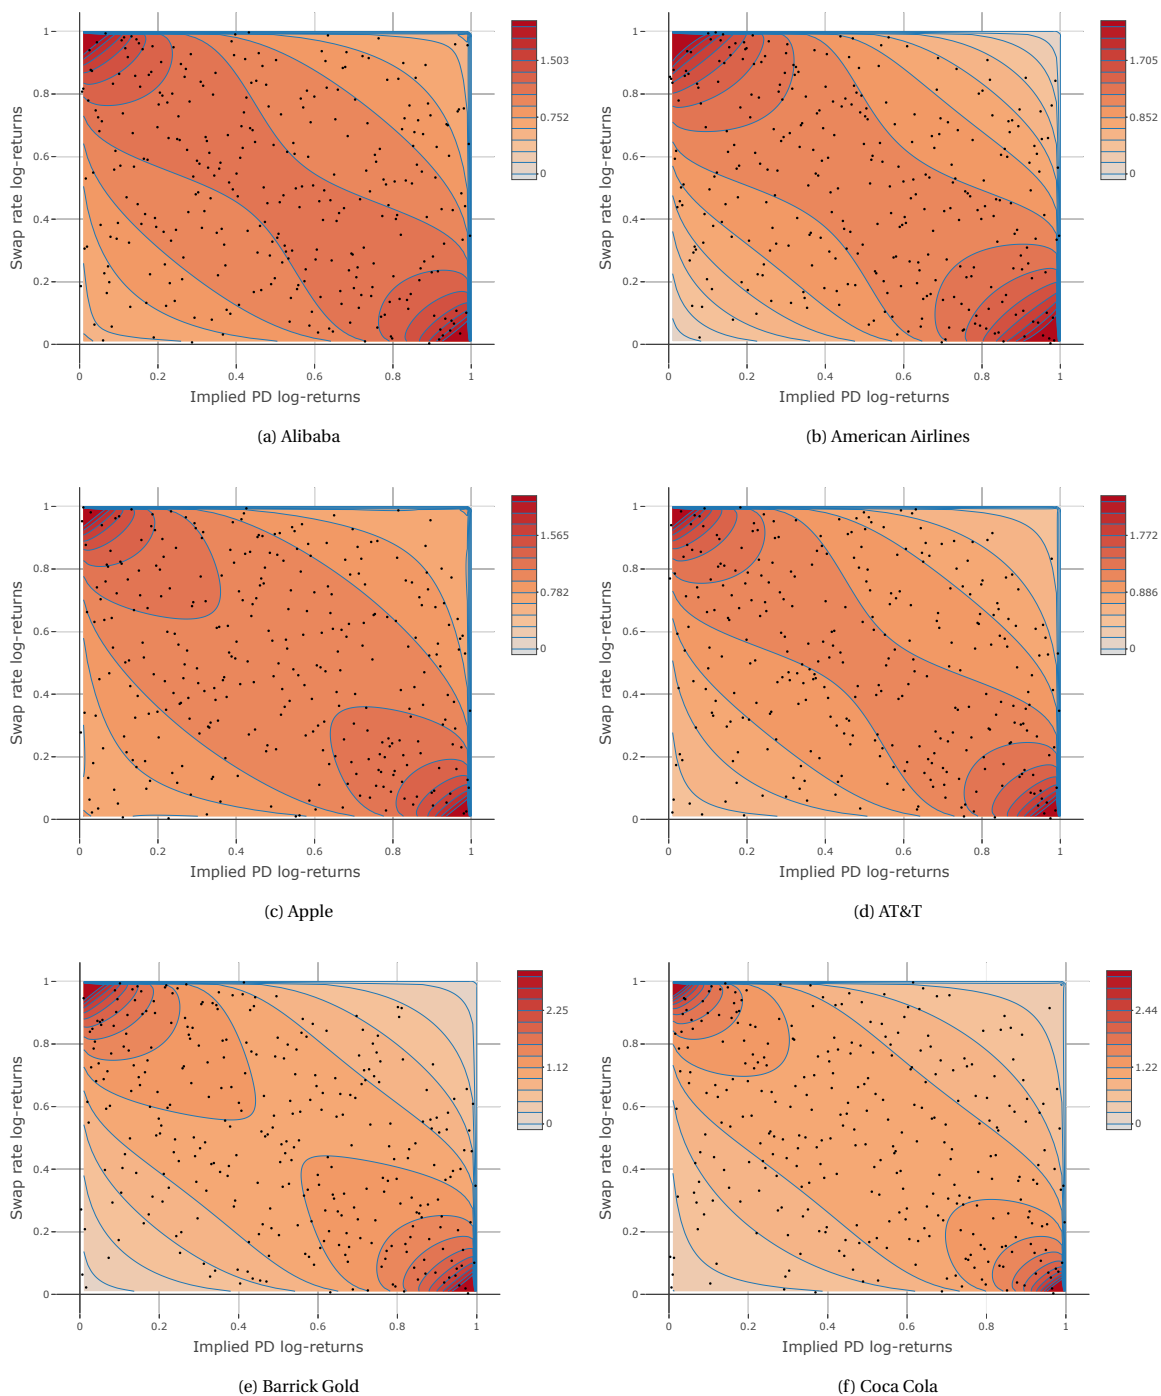 1
0.8
0.6
0.4
0.2
0
Swap rate log-returns
0 0.2 0.4 0.6 0.8 1
Implied PD log-returns
1.503
0.752
0
(a) Alibaba
1
0.8
0.6
0.4
0.2
0
Swap rate log-returns
0 0.2 0.4 0.6 0.8 1
Implied PD log-returns
1.705
0.852
0
(b) American Airlines
1
0.8
0.6
0.4
0.2
0
Swap rate log-returns
0 0.2 0.4 0.6 0.8 1
Implied PD log-returns
1.565
0.782
0
(c) Apple
1
0.8
0.6
0.4
0.2
0
Swap rate log-returns
0 0.2 0.4 0.6 0.8 1
Implied PD log-returns
1.772
0.886
0
(d) AT&T
1
0.8
0.6
0.4
0.2
0
Swap rate log-returns
0 0.2 0.4 0.6 0.8 1
Implied PD log-returns
2.25
1.12
0
(e) Barrick Gold
1
0.8
0.6
0.4
0.2
0
Swap rate log-returns
0 0.2 0.4 0.6 0.8 1
Implied PD log-returns
2.44
1.22
0
(f) Coca Cola